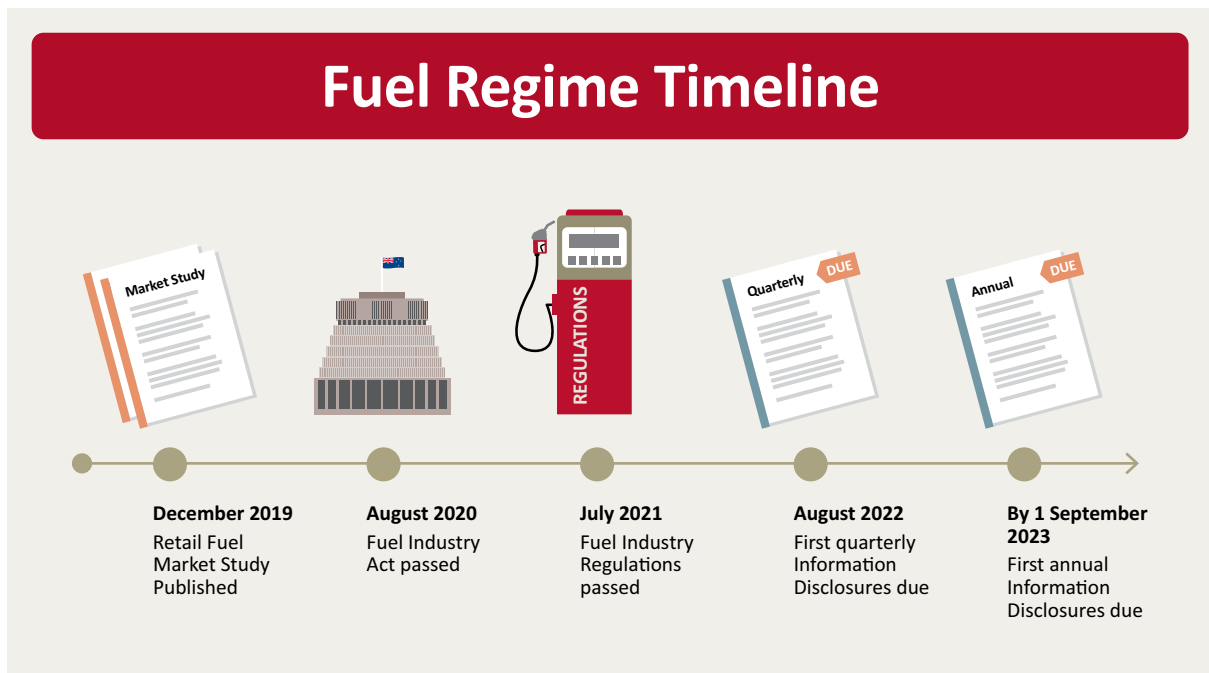 Fuel Regime Timeline
Market Study
REGULATIONS
Quarterly
DUE
Annual
DUE
December 2019
Retail Fuel
Market Study
Published
August 2020
Fuel Industry
Act passed
July 2021
Fuel Industry
Regulations
passed
August 2022
First quarterly
Information
Disclosures due
By 1 September
2023
First annual
Information
Disclosures due